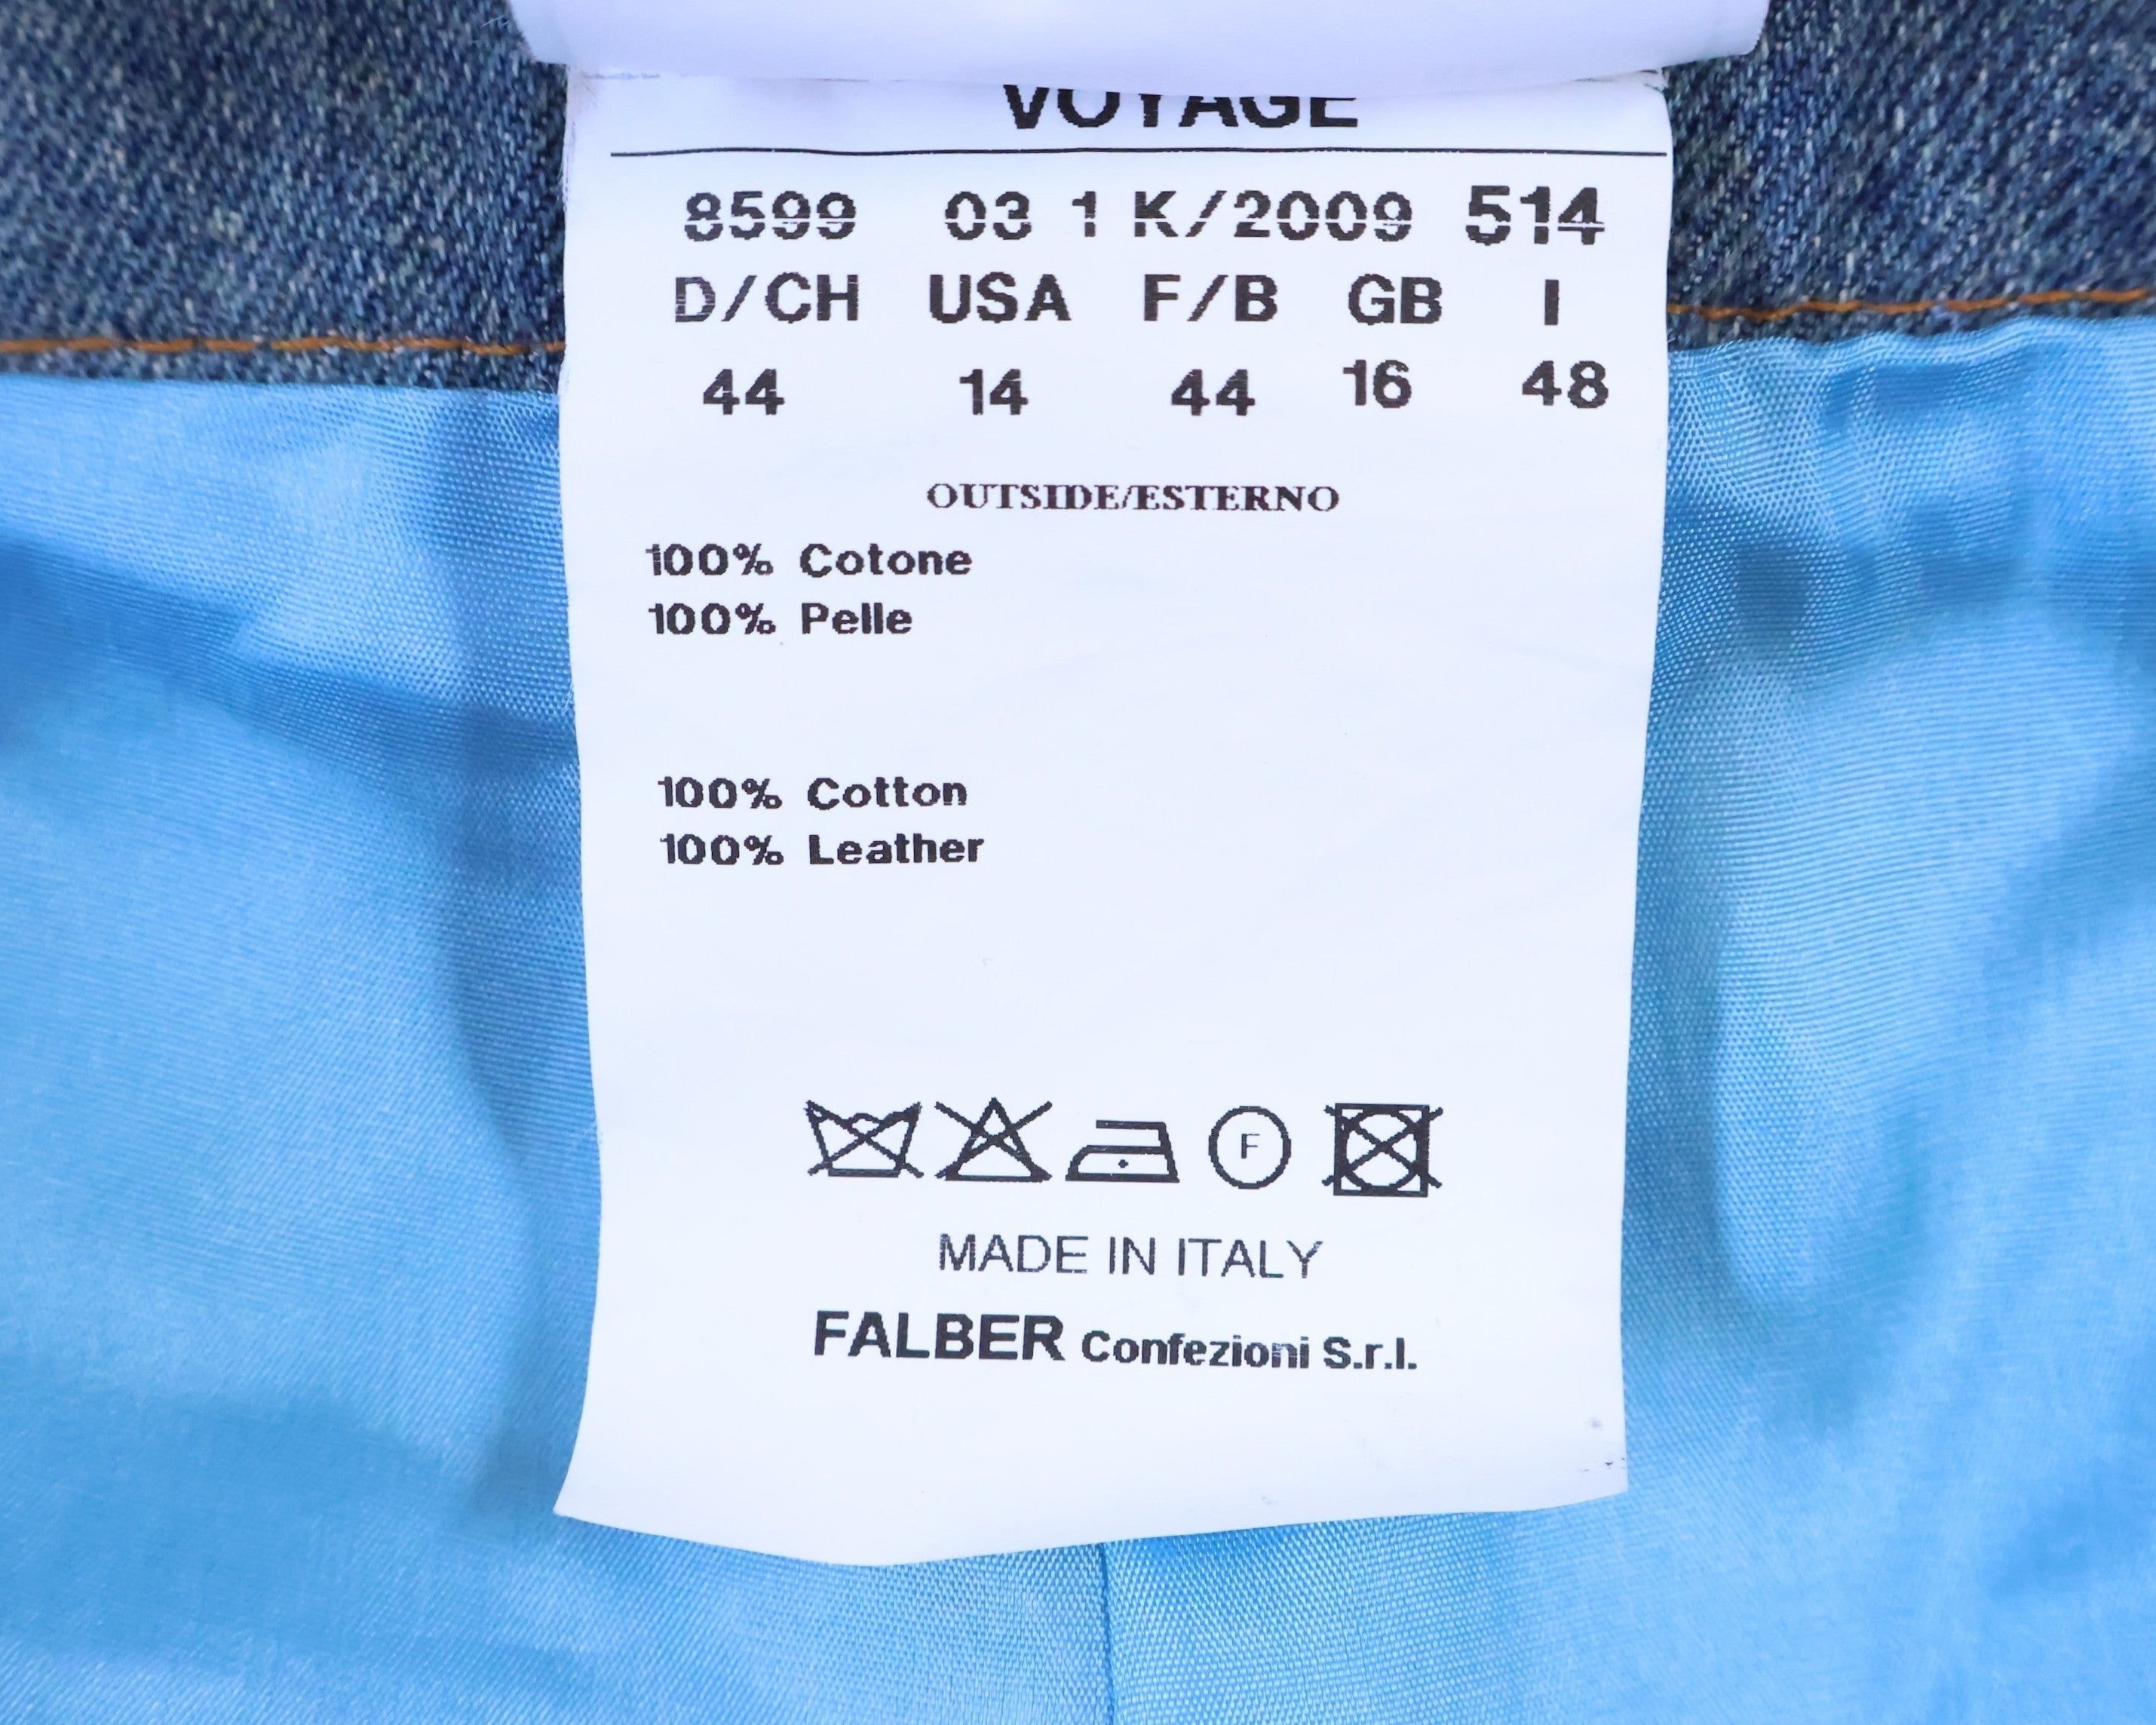 VOYAGE
8599 03 1 K/2009 514
D/CH USA F/B GB I
44 14 44 16 48
OUTSIDE/ESTERNO
100% Cotone
100% Pelle
100% Cotton
100% Leather
F
MADE IN ITALY
FALBER Confezioni S.r.l.